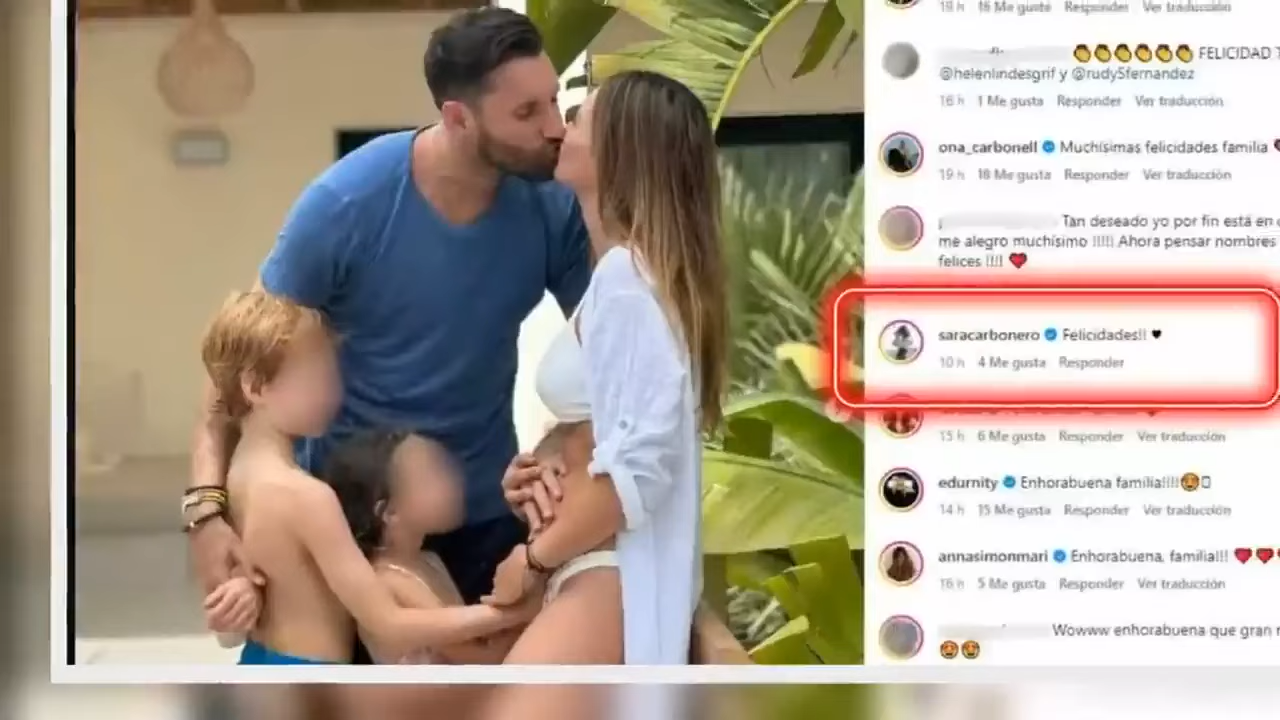 19 h 16 Me gusta Responder Ver traducción
👏👏👏👏👏👏 FELICIDAD T
@helenlindesgrif y @rudy5fernandez
16 h 1 Me gusta Responder Ver traducción
ona_carbonell Muchísimas felicidades familia
19 h 18 Me gusta Responder Ver traducción
Tan deseado yo por fin está en
me alegro muchísimo !!!!! Ahora pensar nombres
felices !!!! ❤️
saracarbonero Felicidades!! ♥
10 h 4 Me gusta Responder
15 h 6 Me gusta Responder Ver traducción
edurnity Enhorabuena familia!!!!
14 h 15 Me gusta Responder Ver traducción
annasimonmari Enhorabuena, familia!!! ❤️❤️
16 h 5 Me gusta Responder Ver traducción
Wowww enhorabuena que gran